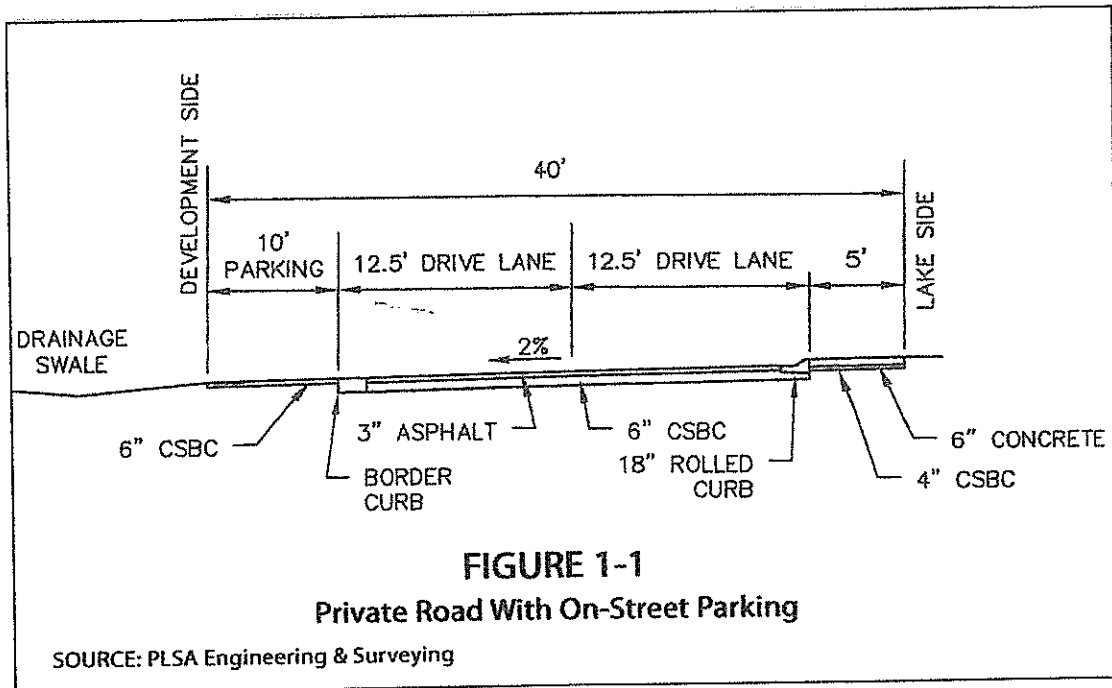 DEVELOPMENT SIDE
40'
LAKE SIDE
10'
PARKING
12.5' DRIVE LANE
12.5' DRIVE LANE
5'
DRAINAGE
SWALE
2%
6" CSBC
3" ASPHALT
6" CSBC
6" CONCRETE
BORDER
CURB
18" ROLLED
CURB
4" CSBC
FIGURE 1-1
Private Road With On-Street Parking
SOURCE: PLSA Engineering & Surveying